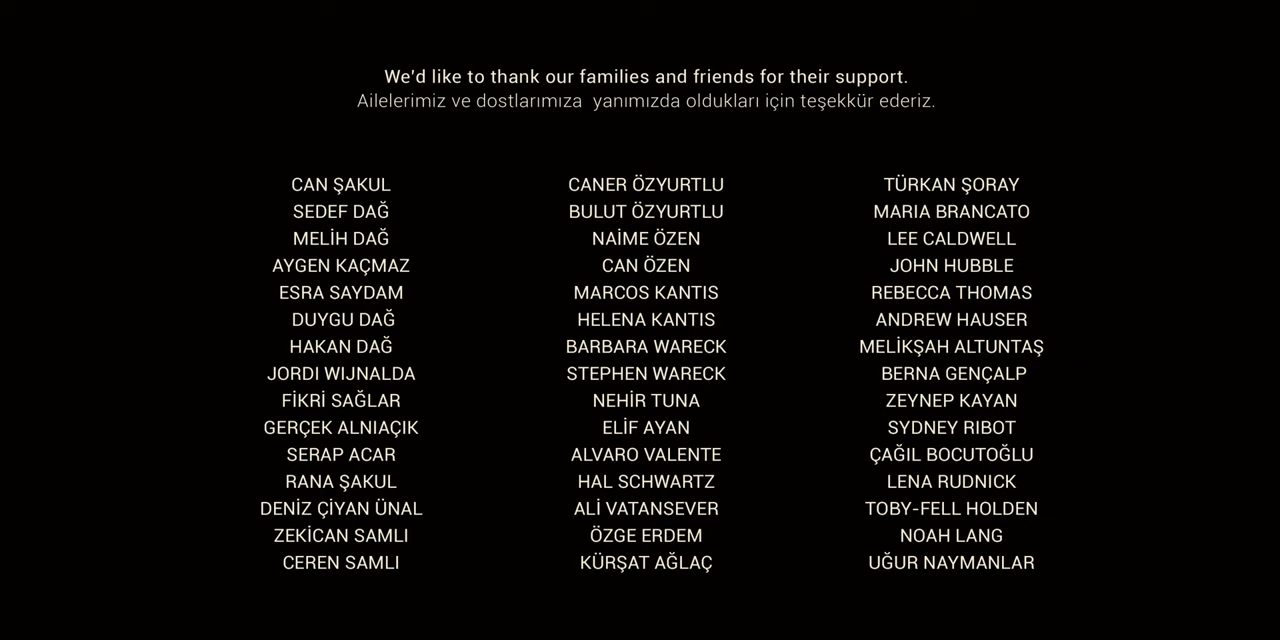 We'd like to thank our families and friends for their support.
Ailelerimiz ve dostlarımıza yanımızda oldukları için teşekkür ederiz.
CAN ŞAKUL
SEDEF DAĞ
MELİH DAĞ
AYGEN KAÇMAZ
ESRA SAYDAM
DUYGU DAĞ
HAKAN DAĞ
JORDI WIJNALDA
FİKRİ SAĞLAR
GERÇEK ALNIAÇIK
SERAP ACAR
RANA ŞAKUL
DENİZ ÇİYAN ÜNAL
ZEKİCAN SAMLI
CEREN SAMLI
CANER ÖZYURTLU
BULUT ÖZYURTLU
NAİME ÖZEN
CAN ÖZEN
MARCOS KANTIS
HELENA KANTIS
BARBARA WARECK
STEPHEN WARECK
NEHİR TUNA
ELİF AYAN
ALVARO VALENTE
HAL SCHWARTZ
ALİ VATANSEVER
ÖZGE ERDEM
KÜRŞAT AĞLAÇ
TÜRKAN ŞORAY
MARIA BRANCATO
LEE CALDWELL
JOHN HUBBLE
REBECCA THOMAS
ANDREW HAUSER
MELİKŞAH ALTUNTAŞ
BERNA GENÇALP
ZEYNEP KAYAN
SYDNEY RIBOT
ÇAĞIL BOCUTOĞLU
LENA RUDNICK
TOBY-FELL HOLDEN
NOAH LANG
UĞUR NAYMANLAR